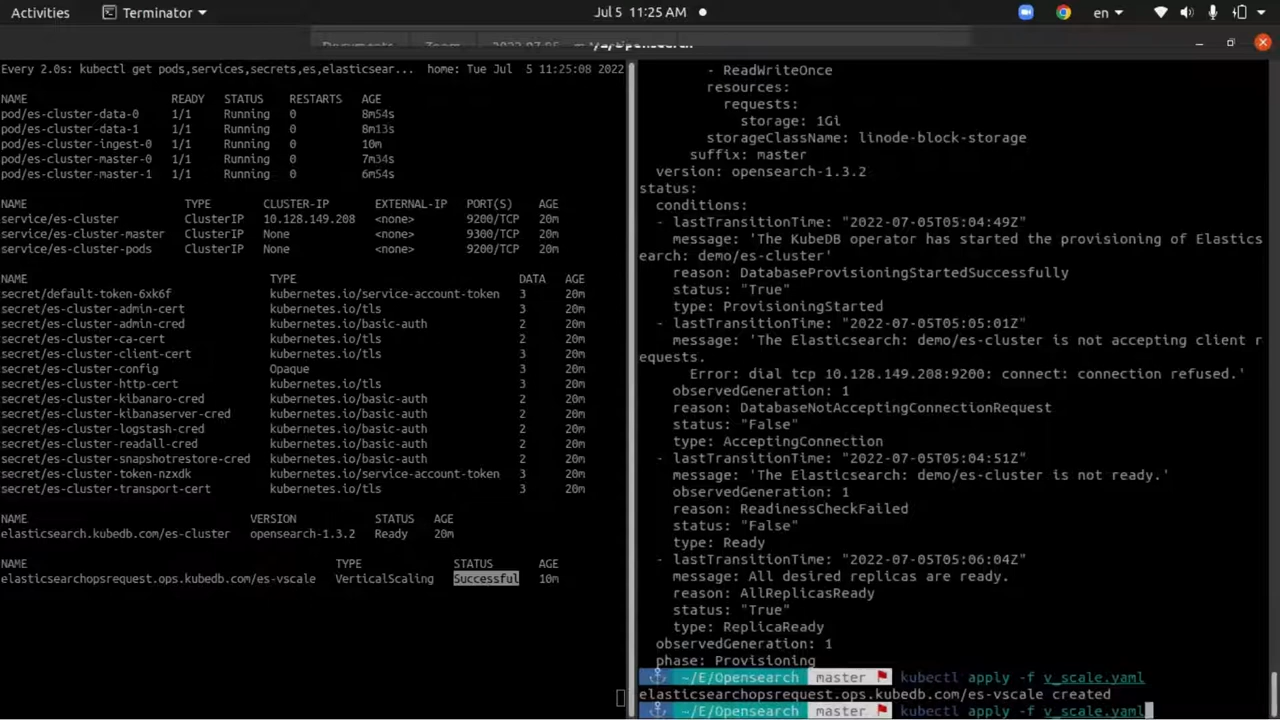 Activities
Terminator
Jul 5 11:25 AM
en
~/E/Opensearch
Every 2.0s: kubectl get pods,services,secrets,es,elasticsear... home: Tue Jul 5 11:25:08 2022
NAME READY STATUS RESTARTS AGE
pod/es-cluster-data-0 1/1 Running 0 8m54s
pod/es-cluster-data-1 1/1 Running 0 8m13s
pod/es-cluster-ingest-0 1/1 Running 0 10m
pod/es-cluster-master-0 1/1 Running 0 7m34s
pod/es-cluster-master-1 1/1 Running 0 6m54s
NAME TYPE CLUSTER-IP EXTERNAL-IP PORT(S) AGE
service/es-cluster ClusterIP 10.128.149.208 <none> 9200/TCP 20m
service/es-cluster-master ClusterIP None <none> 9300/TCP 20m
service/es-cluster-pods ClusterIP None <none> 9200/TCP 20m
NAME TYPE DATA AGE
secret/default-token-6xk6f kubernetes.io/service-account-token 3 20m
secret/es-cluster-admin-cert kubernetes.io/tls 3 20m
secret/es-cluster-admin-cred kubernetes.io/basic-auth 2 20m
secret/es-cluster-ca-cert kubernetes.io/tls 2 20m
secret/es-cluster-client-cert kubernetes.io/tls 3 20m
secret/es-cluster-config Opaque 3 20m
secret/es-cluster-http-cert kubernetes.io/tls 3 20m
secret/es-cluster-kibanaro-cred kubernetes.io/basic-auth 2 20m
secret/es-cluster-kibanaserver-cred kubernetes.io/basic-auth 2 20m
secret/es-cluster-logstash-cred kubernetes.io/basic-auth 2 20m
secret/es-cluster-readall-cred kubernetes.io/basic-auth 2 20m
secret/es-cluster-snapshotrestore-cred kubernetes.io/basic-auth 2 20m
secret/es-cluster-token-nzxdk kubernetes.io/service-account-token 3 20m
secret/es-cluster-transport-cert kubernetes.io/tls 3 20m
NAME VERSION STATUS AGE
elasticsearch.kubedb.com/es-cluster opensearch-1.3.2 Ready 20m
NAME TYPE STATUS AGE
elasticsearchopsrequest.ops.kubedb.com/es-vscale VerticalScaling Successful 10m
- ReadWriteOnce
resources:
requests:
storage: 1Gi
storageClassName: linode-block-storage
suffix: master
version: opensearch-1.3.2
status:
conditions:
- lastTransitionTime: "2022-07-05T05:04:49Z"
message: 'The KubeDB operator has started the provisioning of Elastics
earch: demo/es-cluster'
reason: DatabaseProvisioningStartedSuccessfully
status: "True"
type: ProvisioningStarted
- lastTransitionTime: "2022-07-05T05:05:01Z"
message: 'The Elasticsearch: demo/es-cluster is not accepting client r
equests.
Error: dial tcp 10.128.149.208:9200: connect: connection refused.'
observedGeneration: 1
reason: DatabaseNotAcceptingConnectionRequest
status: "False"
type: AcceptingConnection
- lastTransitionTime: "2022-07-05T05:04:51Z"
message: 'The Elasticsearch: demo/es-cluster is not ready.'
observedGeneration: 1
reason: ReadinessCheckFailed
status: "False"
type: Ready
- lastTransitionTime: "2022-07-05T05:06:04Z"
message: All desired replicas are ready.
reason: AllReplicasReady
status: "True"
type: ReplicaReady
observedGeneration: 1
phase: Provisioning
~/E/Opensearch master kubectl apply -f v_scale.yaml
elasticsearchopsrequest.ops.kubedb.com/es-vscale created
~/E/Opensearch master kubectl apply -f v_scale.yaml